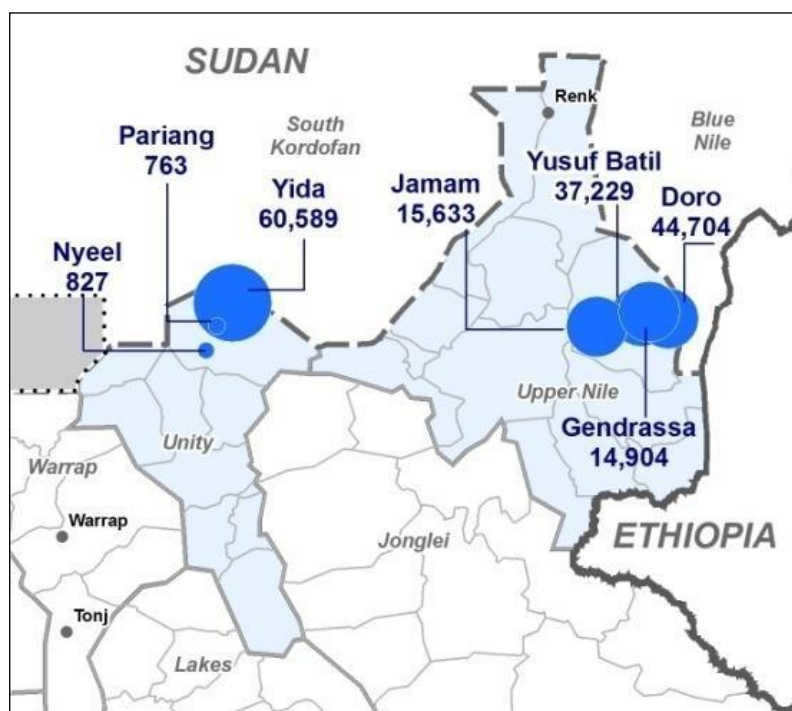 SUDAN
Renk
Pariang
763
South
Kordofan
Blue
Nile
Yida
60,589
Jamam
15,633
Yusuf Batil
37,229
Doro
44,704
Nyeel
827
Upper Nile
Gendrassa
14,904
Unity
Warrap
Warrap
Jonglei
ETHIOPIA
Tonj
Lakes